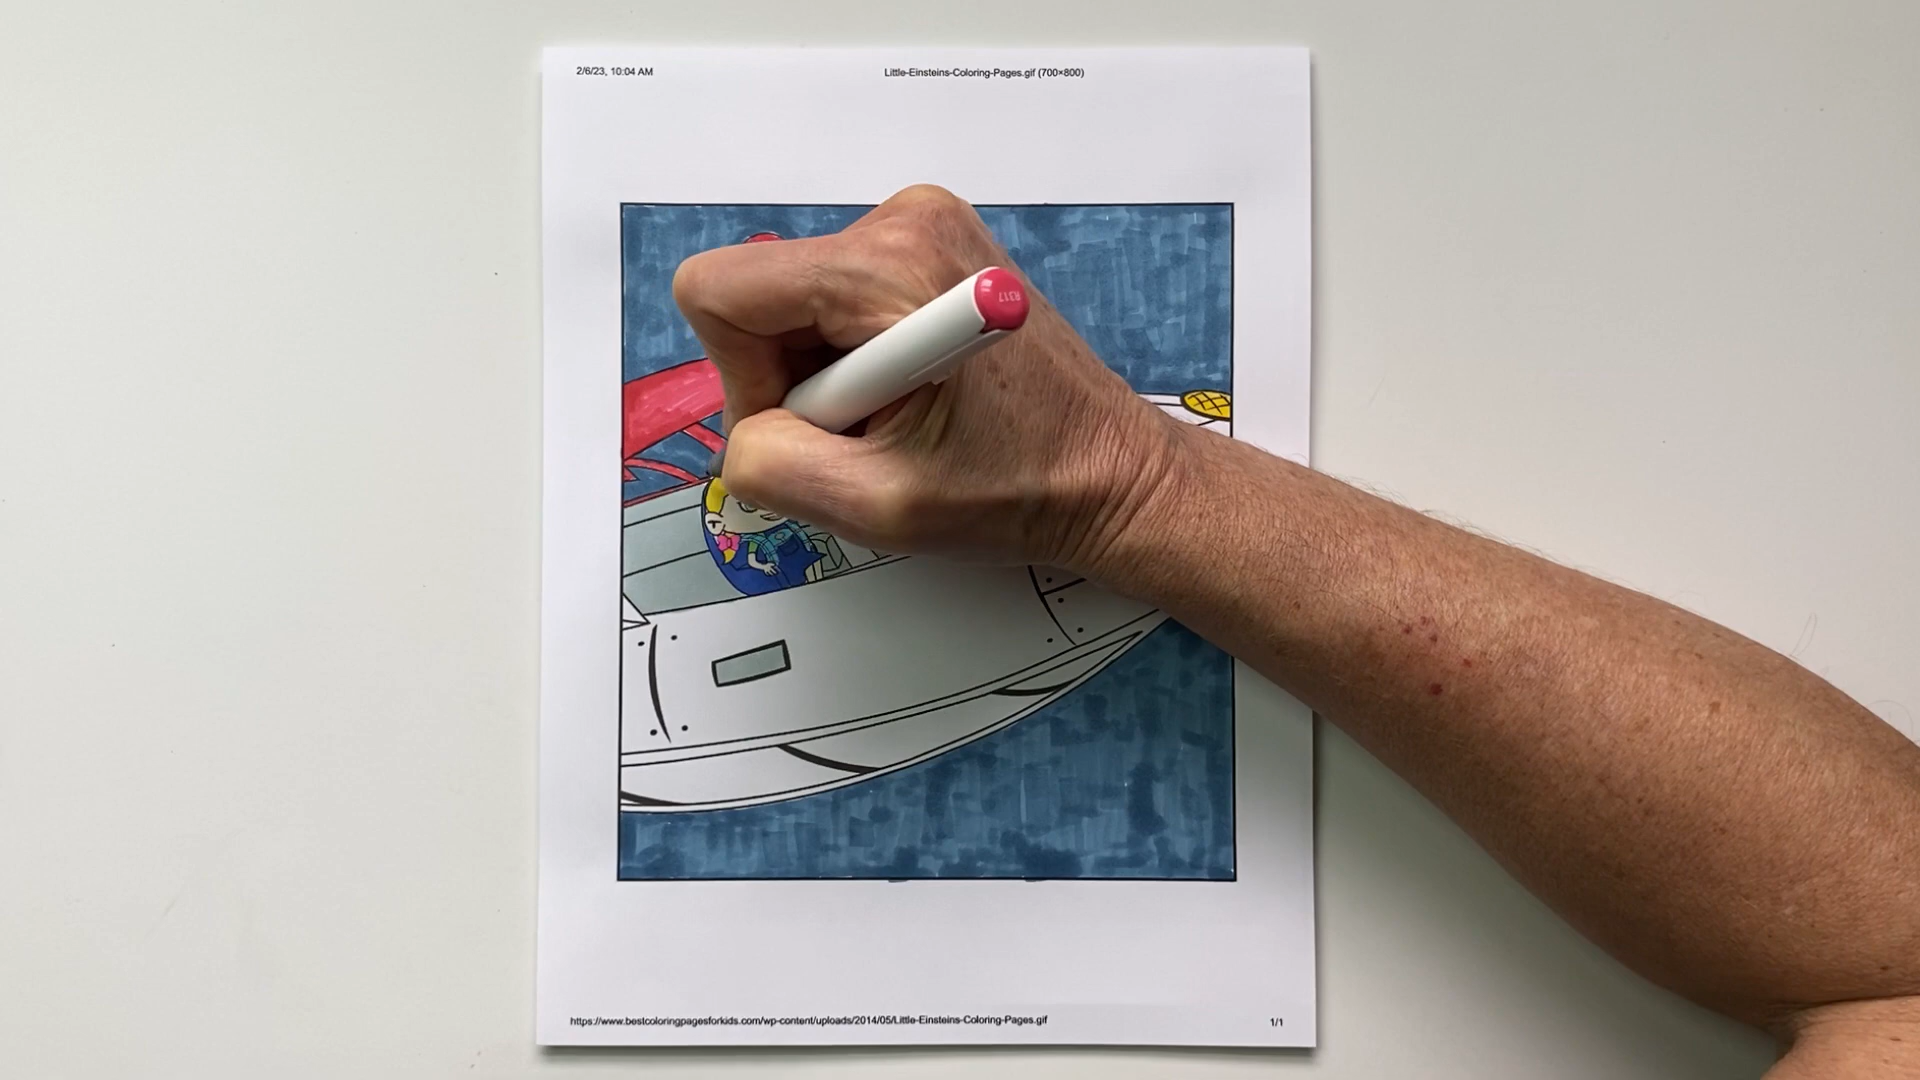 2/6/23, 10:04 AM
Little-Einsteins-Coloring-Pages.gif (700×800)
R317
https://www.bestcoloringpagesforkids.com/wp-content/uploads/2014/05/Little-Einsteins-Coloring-Pages.gif
1/1